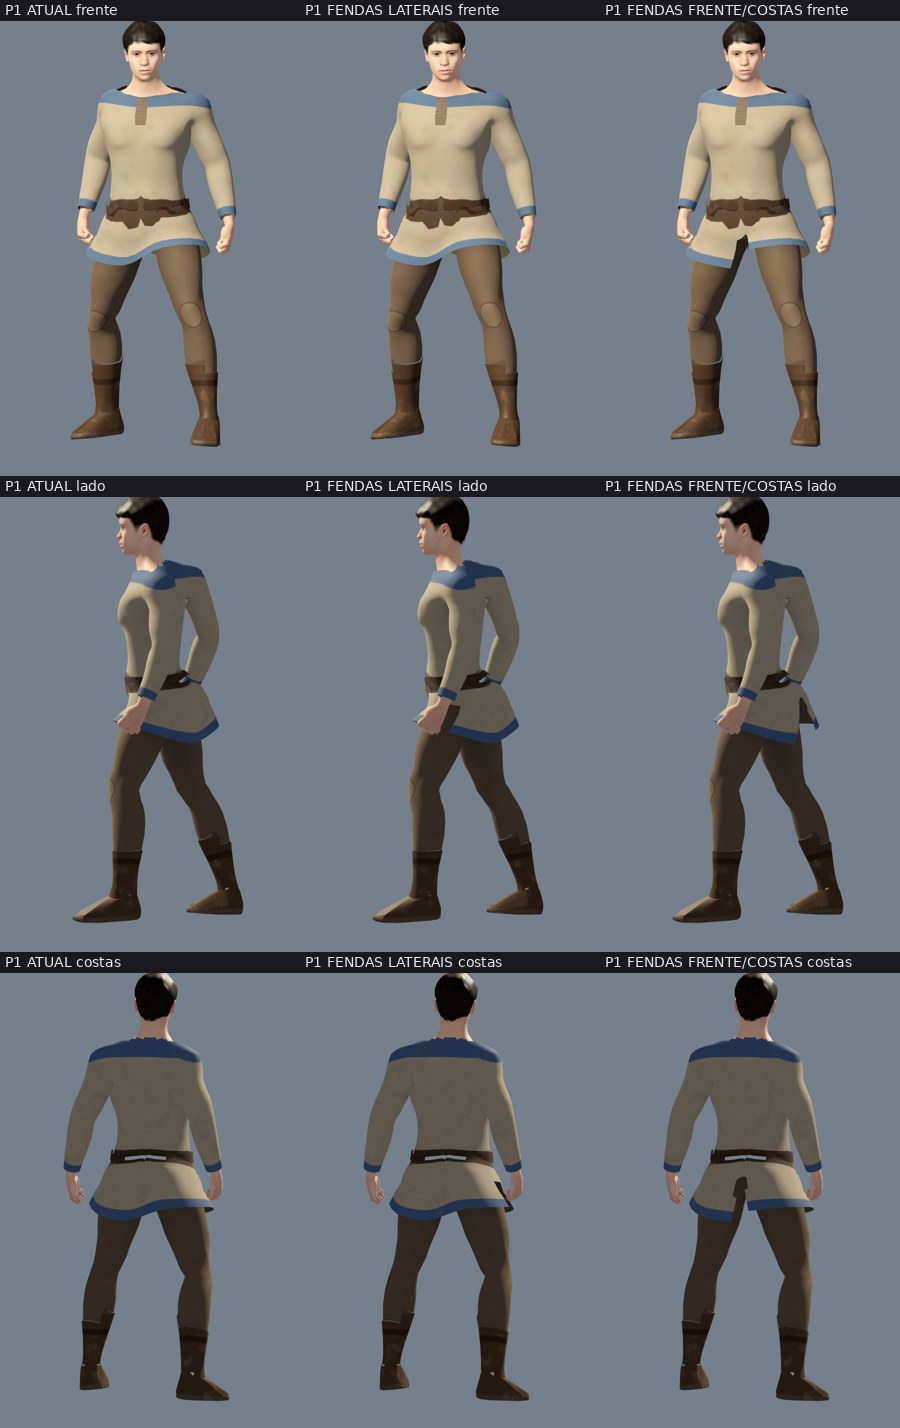 P1 ATUAL frente
P1 FENDAS LATERAIS frente
P1 FENDAS FRENTE/COSTAS frente
P1 ATUAL lado
P1 FENDAS LATERAIS lado
P1 FENDAS FRENTE/COSTAS lado
P1 ATUAL costas
P1 FENDAS LATERAIS costas
P1 FENDAS FRENTE/COSTAS costas